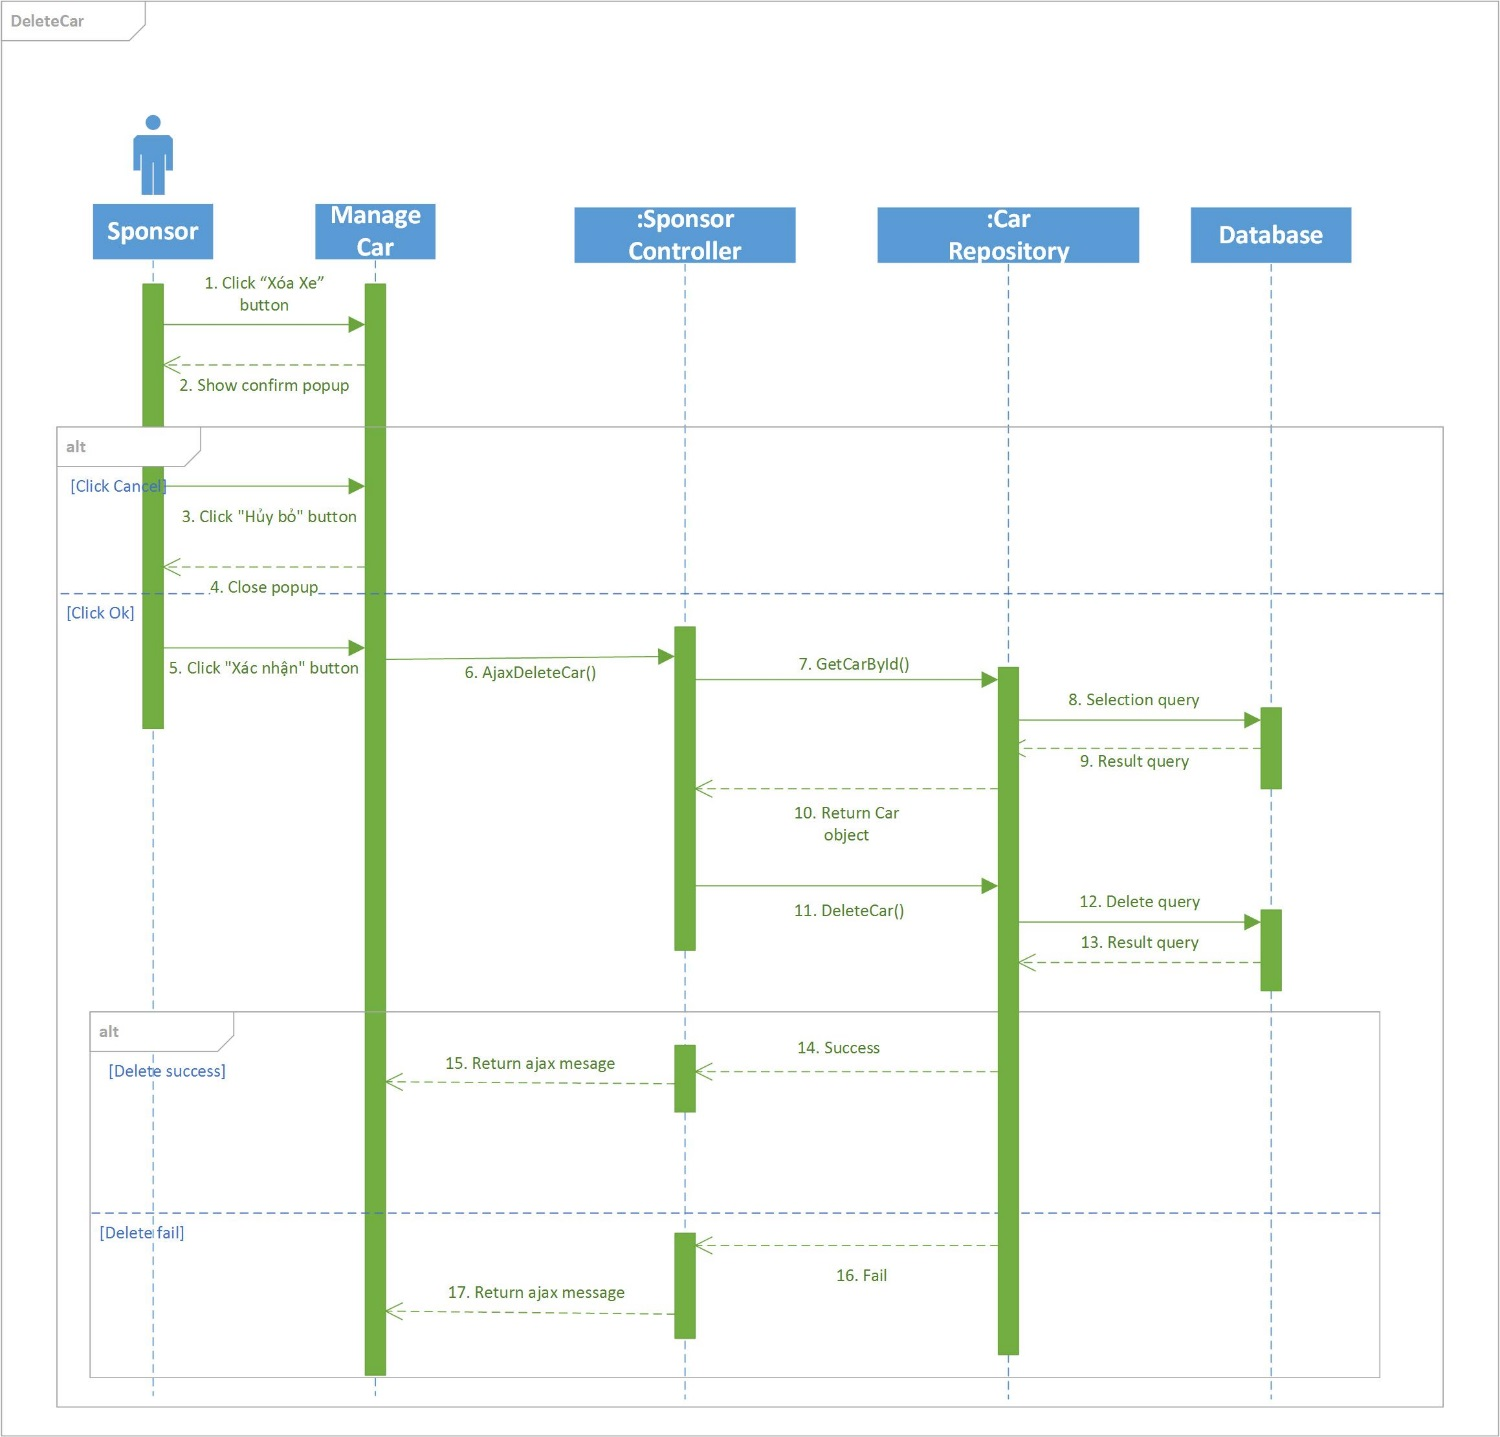 DeleteCar
Sponsor
Manage
Car
:Sponsor
Controller
:Car
Repository
Database
1. Click “Xóa Xe”
button
2. Show confirm popup
alt
[Click Cancel]
3. Click "Hủy bỏ" button
4. Close popup
[Click Ok]
5. Click "Xác nhận" button
6. AjaxDeleteCar()
7. GetCarById()
8. Selection query
9. Result query
10. Return Car
object
11. DeleteCar()
12. Delete query
13. Result query
alt
[Delete success]
14. Success
15. Return ajax mesage
[Delete fail]
16. Fail
17. Return ajax message